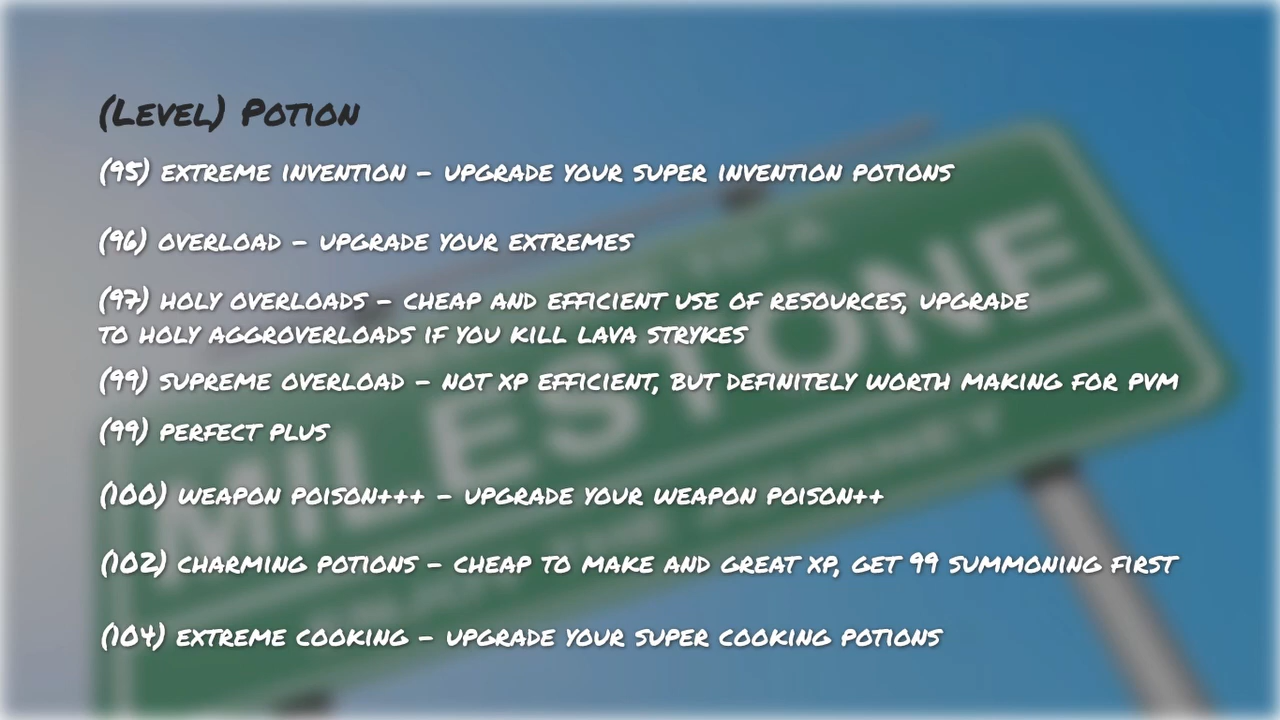 (Level) Potion
(95) extreme invention - upgrade your super invention potions
(96) overload - upgrade your extremes
(97) holy overloads - cheap and efficient use of resources, upgrade
to holy aggroverloads if you kill lava strykes
(99) supreme overload - not xp efficient, but definitely worth making for pvm
(99) perfect plus
(100) weapon poison+++ - upgrade your weapon poison++
(102) charming potions - cheap to make and great xp, get 99 summoning first
(104) extreme cooking - upgrade your super cooking potions
MILESTONE